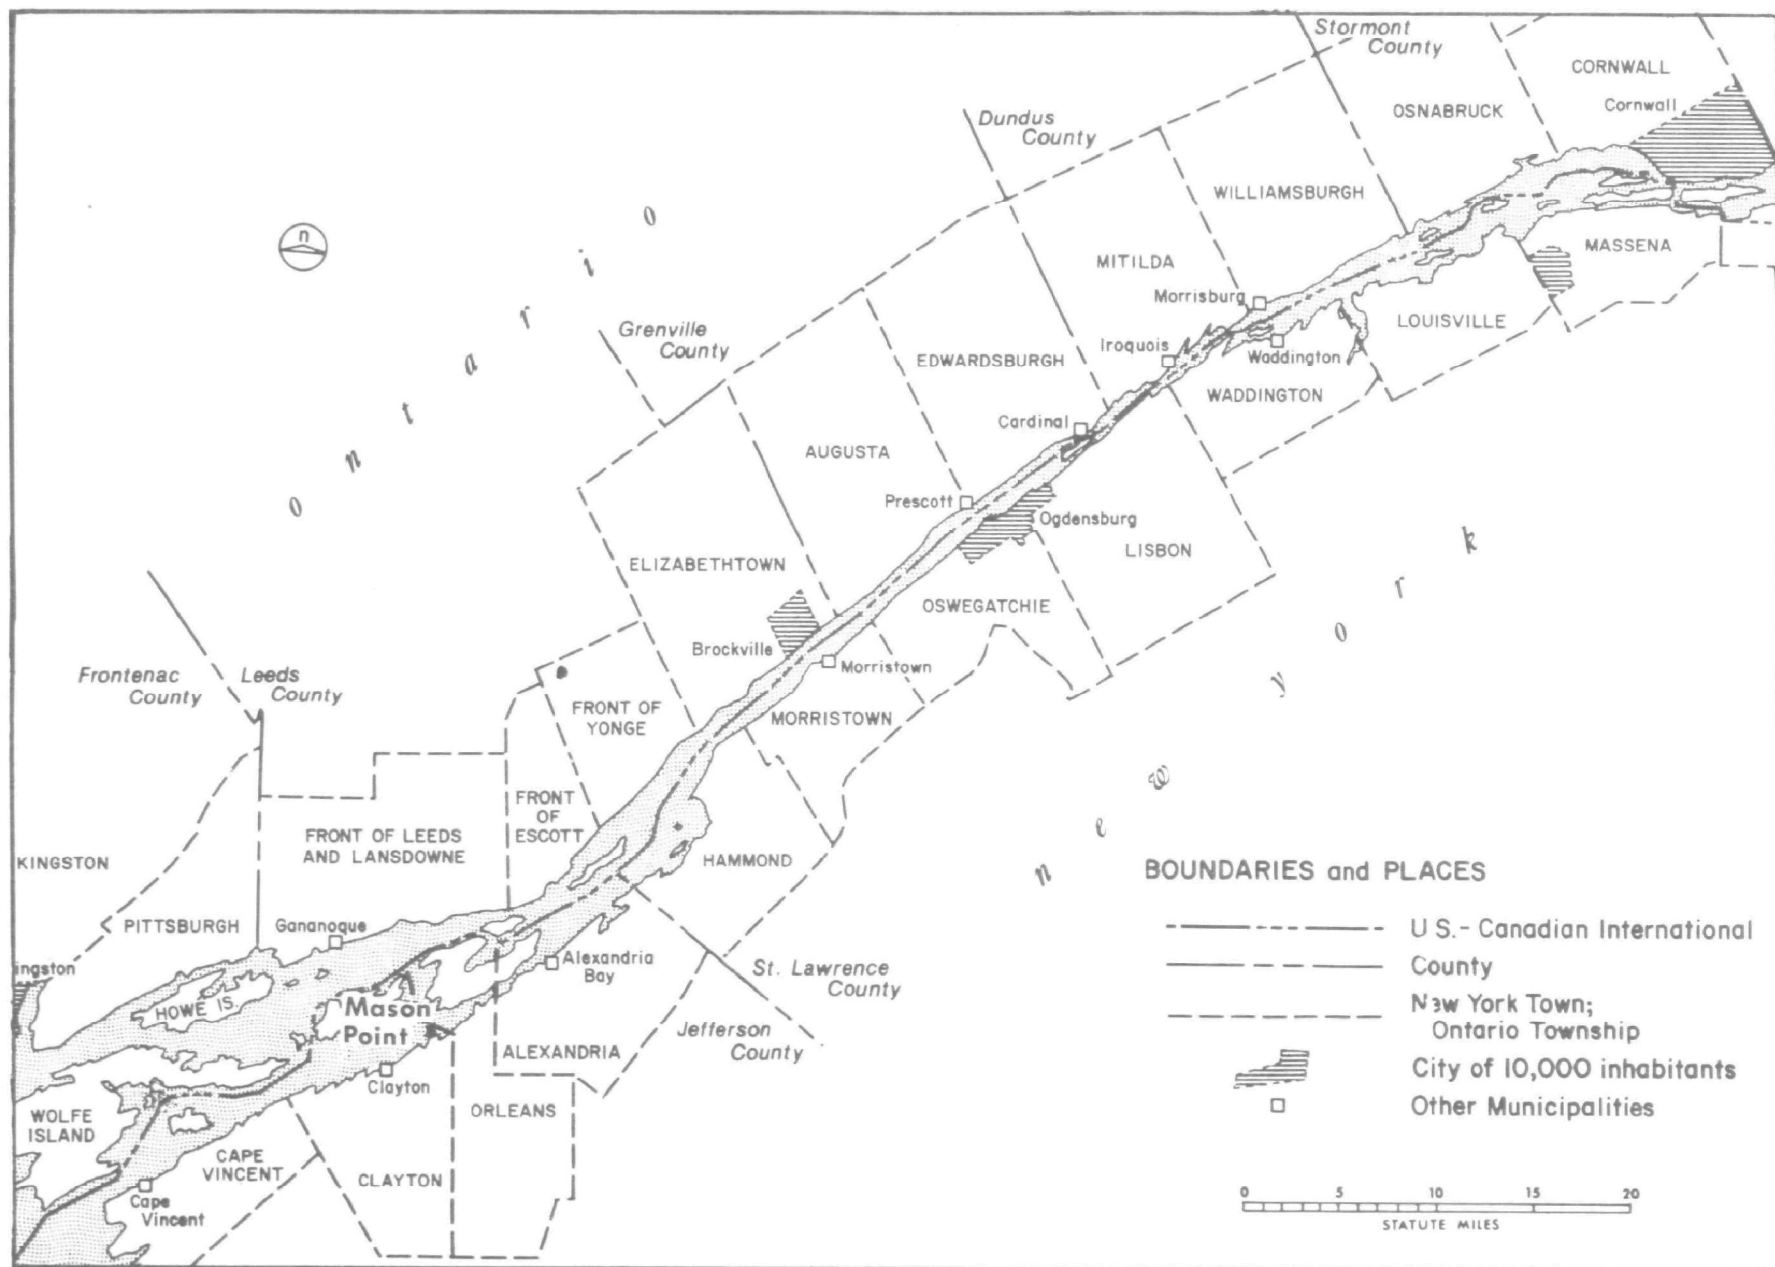 Stormont
County
CORNWALL
Cornwall
OSNABRUCK
Dundus
County
WILLIAMSBURGH
MASSENA
MITILDA
Morrisburg
LOUISVILLE
Iroquois
Waddington
WADDINGTON
n
ontario
Grenville
County
EDWARDSBURGH
Cardinal
AUGUSTA
Prescott
Ogdensburg
LISBON
ELIZABETHTOWN
OSWEGATCHIE
Brockville
Morristown
MORRISTOWN
new york
Frontenac
County
Leeds
County
FRONT OF
YONGE
FRONT
OF
ESCOTT
FRONT OF LEEDS
AND LANSDOWNE
KINGSTON
HAMMOND
PITTSBURGH
Gananoque
ingston
HOWE IS.
Alexandria
Bay
St. Lawrence
County
Mason
Point
Jefferson
County
ALEXANDRIA
Clayton
ORLEANS
WOLFE
ISLAND
CAPE
VINCENT
CLAYTON
Cape
Vincent
BOUNDARIES and PLACES
U.S.- Canadian International
County
New York Town;
Ontario Township
City of 10,000 inhabitants
Other Municipalities
0 5 10 15 20
STATUTE MILES